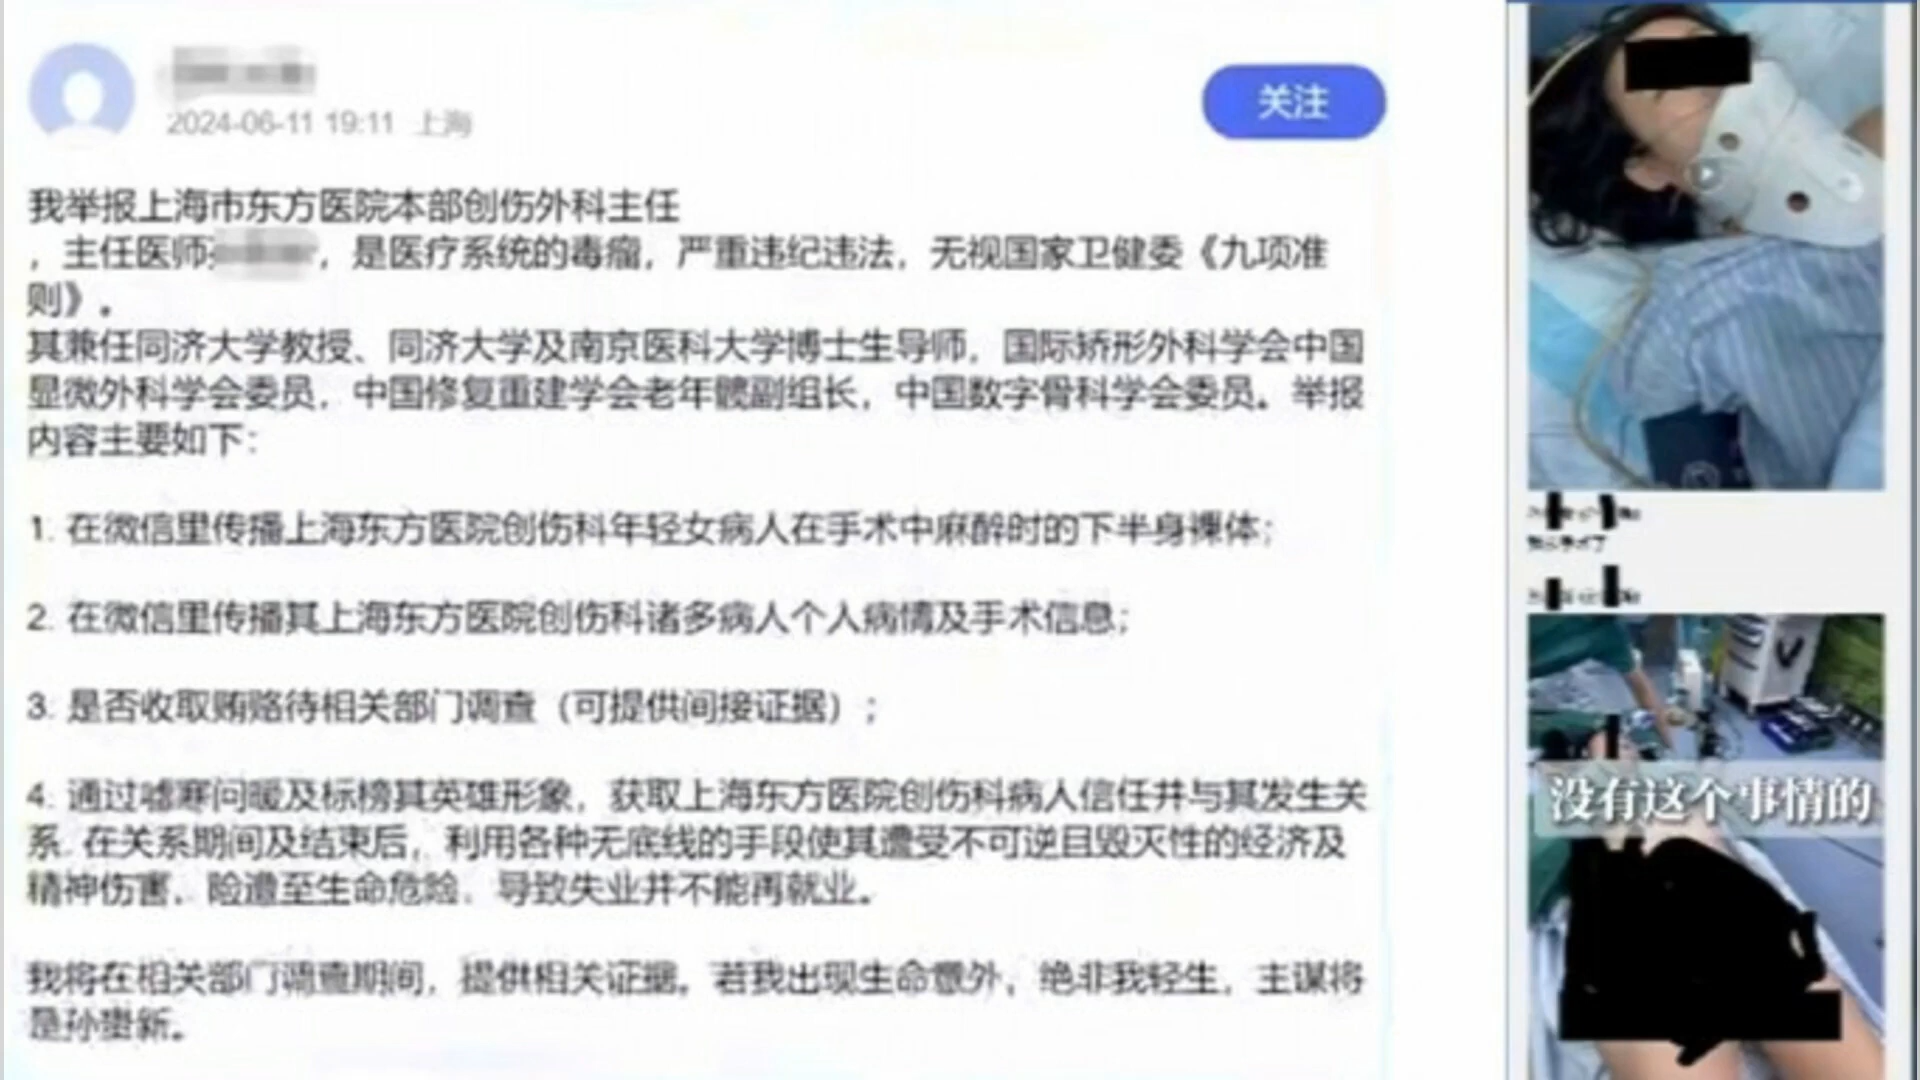 2024-06-11 19:11 上海
关注
我举报上海市东方医院本部创伤外科主任
，主任医师，是医疗系统的毒瘤，严重违纪违法，无视国家卫健委《九项准
则》。
其兼任同济大学教授、同济大学及南京医科大学博士生导师，国际矫形外科学会中国
显微外科学会委员，中国修复重建学会老年髋副组长，中国数字骨科学会委员。举报
内容主要如下：
1. 在微信里传播上海东方医院创伤科年轻女病人在手术中麻醉时的下半身裸体；
2. 在微信里传播其上海东方医院创伤科诸多病人个人病情及手术信息；
3. 是否收取贿赂待相关部门调查（可提供间接证据）；
4. 通过嘘寒问暖及标榜其英雄形象，获取上海东方医院创伤科病人信任并与其发生关
系. 在关系期间及结束后，利用各种无底线的手段使其遭受不可逆且毁灭性的经济及
精神伤害，险遭至生命危险，导致失业并不能再就业。
我将在相关部门调查期间，提供相关证据。若我出现生命意外，绝非我轻生，主谋将
是孙新。
没有这个事情的